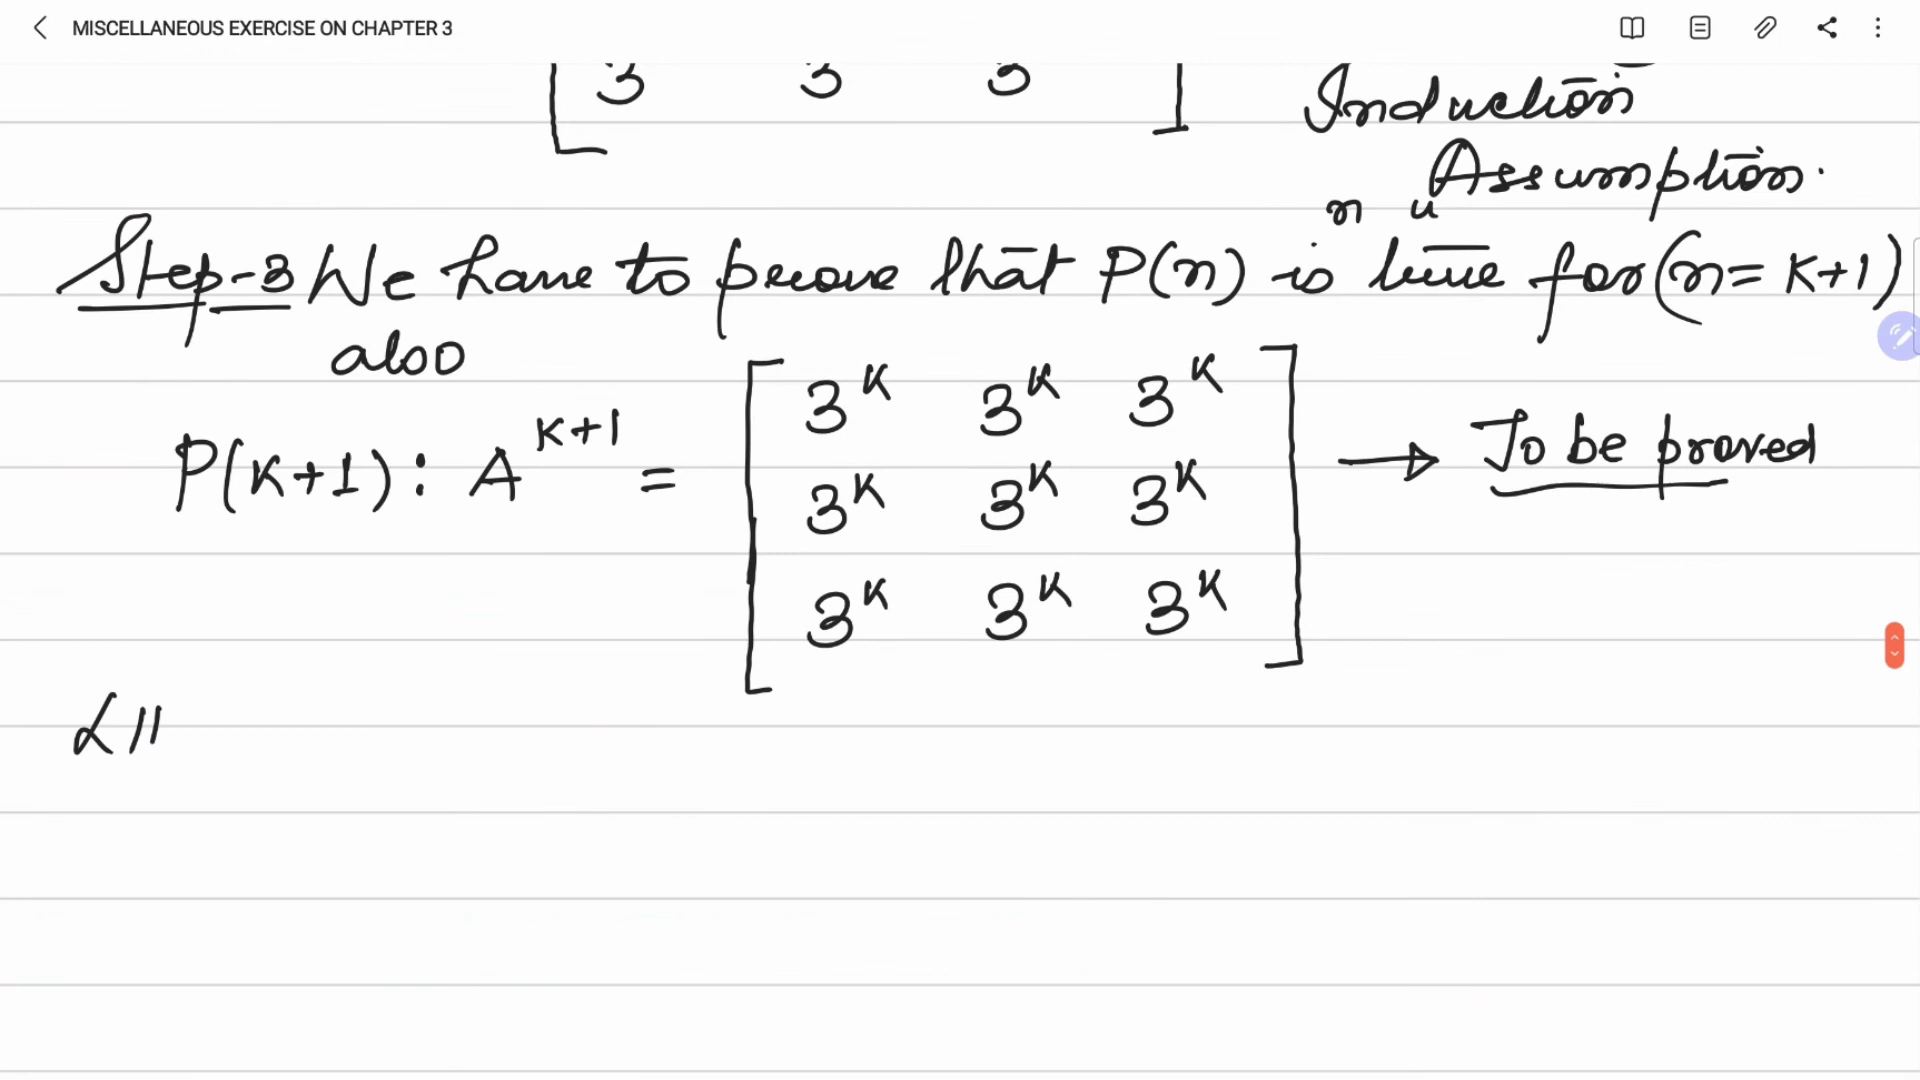 MISCELLANEOUS EXERCISE ON CHAPTER 3
3 3 3 Induction
Assumption.
n u
Step-3 We have to prove that P(n) is true for (n = K+1)
also
3^K 3^K 3^K
P(K+1) : A^K+1 = 3^K 3^K 3^K → To be proved
3^K 3^K 3^K